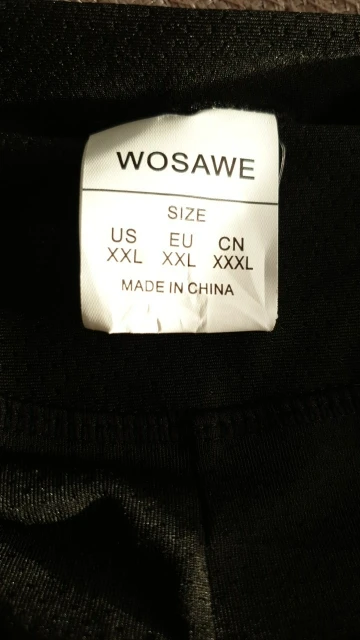 WOSAWE
SIZE
US EU CN
XXL XXL XXXL
MADE IN CHINA